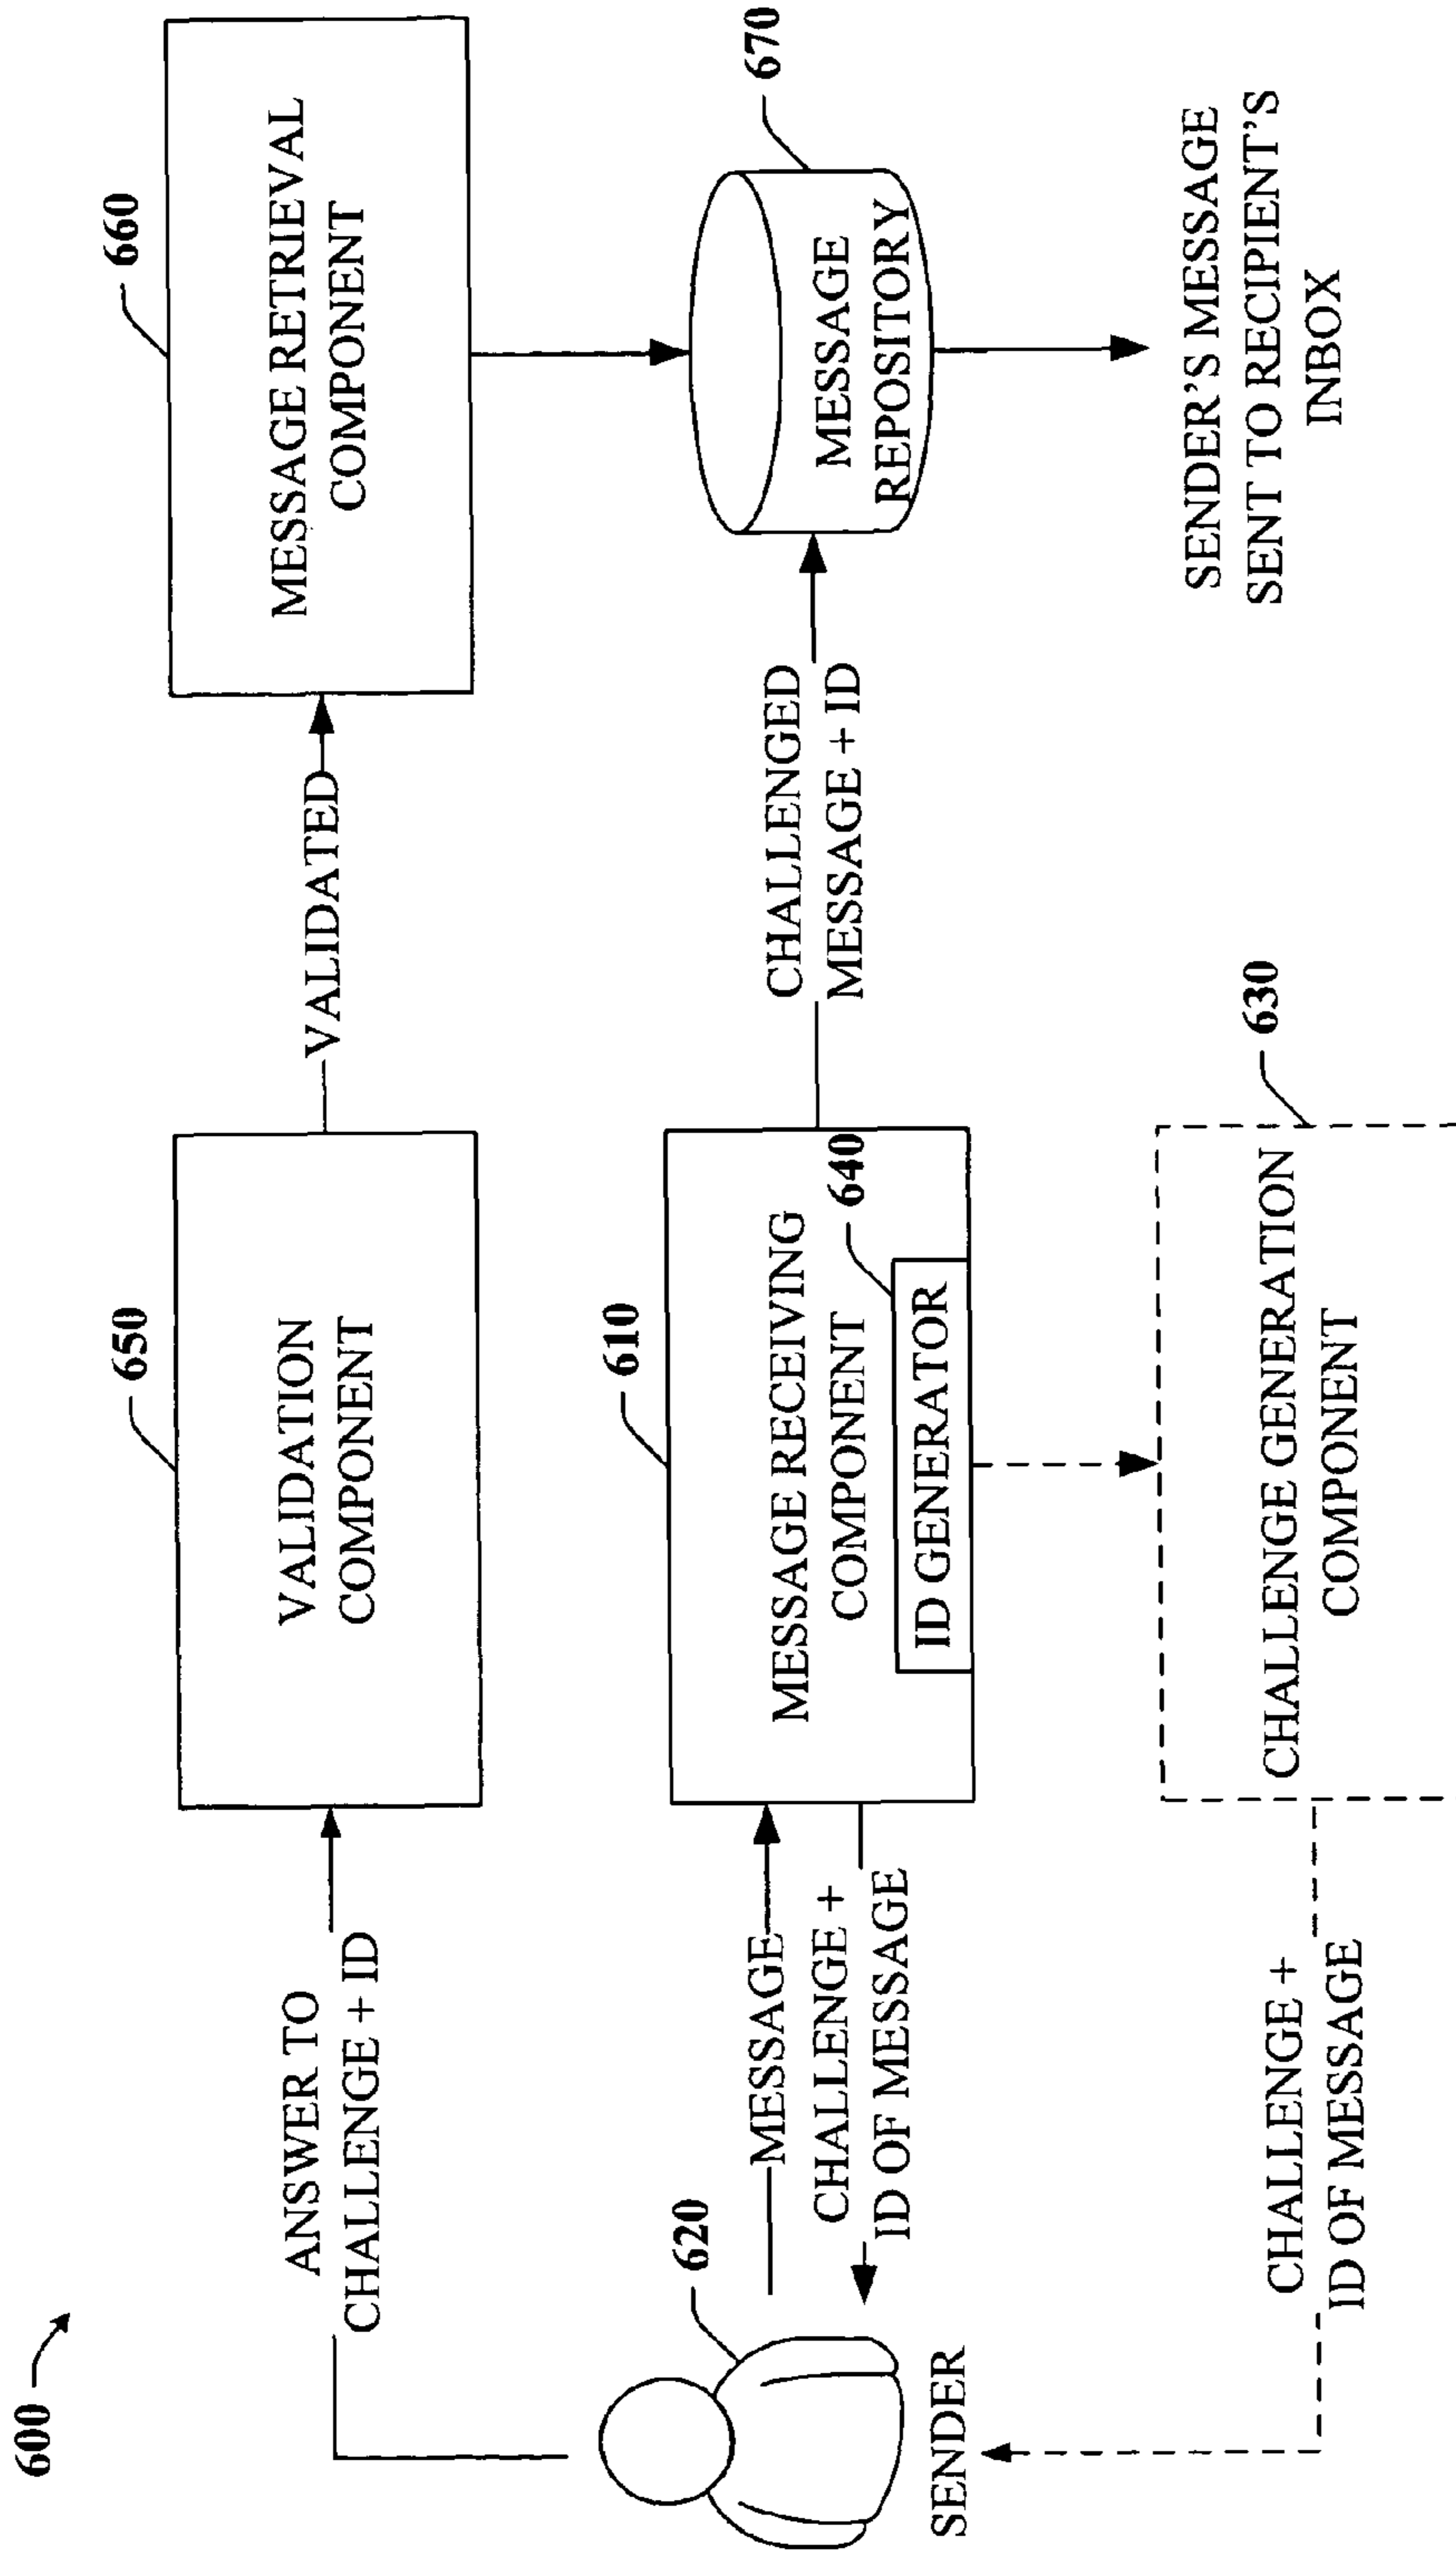 600
650
660
ANSWER TO
CHALLENGE + ID
VALIDATION
COMPONENT
VALIDATED
MESSAGE RETRIEVAL
COMPONENT
620
SENDER
MESSAGE
CHALLENGE +
ID OF MESSAGE
610
MESSAGE RECEIVING
COMPONENT
640
ID GENERATOR
CHALLENGED
MESSAGE + ID
670
MESSAGE
REPOSITORY
CHALLENGE +
ID OF MESSAGE
630
CHALLENGE GENERATION
COMPONENT
SENDER'S MESSAGE
SENT TO RECIPIENT'S
INBOX